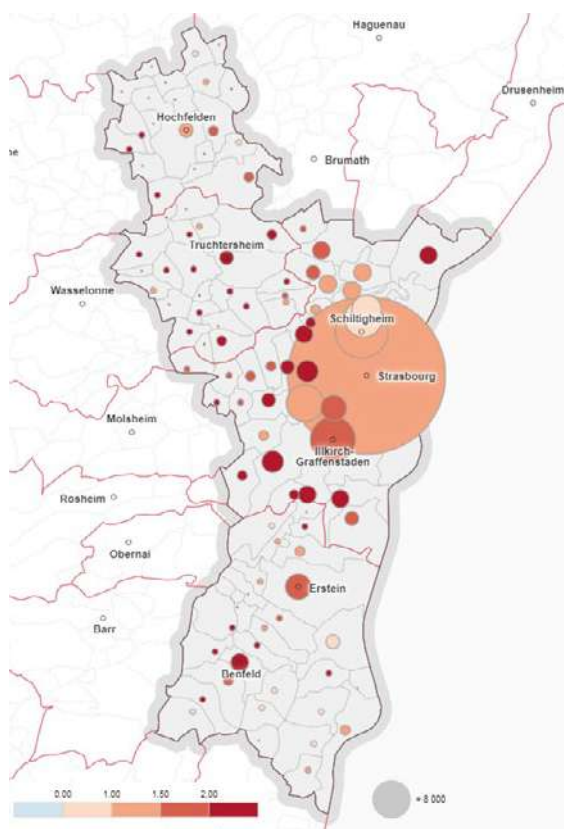 Haguenau
Drusenheim
Hochfelden
Brumath
Truchtersheim
Wasselonne
Schiltigheim
Strasbourg
Molsheim
Illkirch-
Graffenstaden
Rosheim
Obernai
Erstein
Barr
Benfeld
0.00 1.00 1.50 2.00
= 8 000